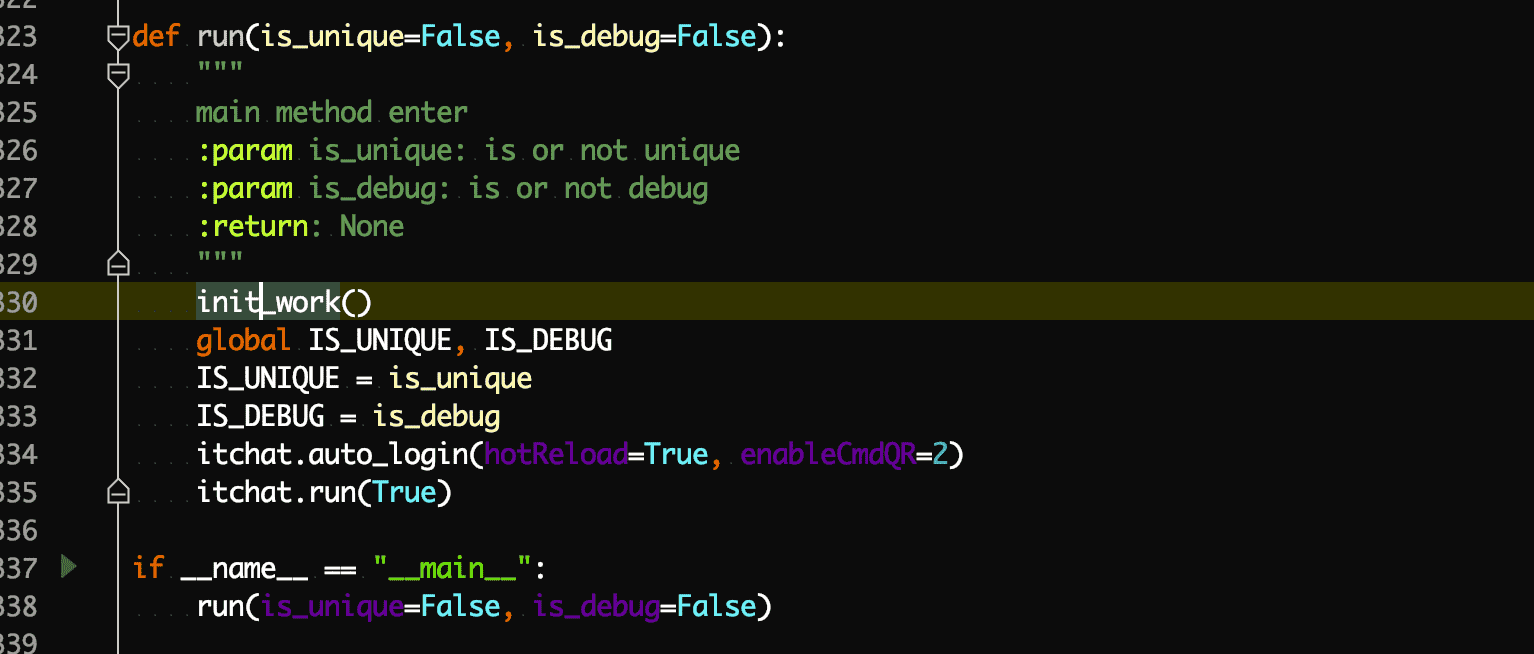 323 def run(is_unique=False, is_debug=False):
324 """
325 main method enter
326 :param is_unique: is or not unique
327 :param is_debug: is or not debug
328 :return: None
329 """
330 init_work()
331 global IS_UNIQUE, IS_DEBUG
332 IS_UNIQUE = is_unique
333 IS_DEBUG = is_debug
334 itchat.auto_login(hotReload=True, enableCmdQR=2)
335 itchat.run(True)
336
337 if __name__ == "__main__":
338 run(is_unique=False, is_debug=False)
339